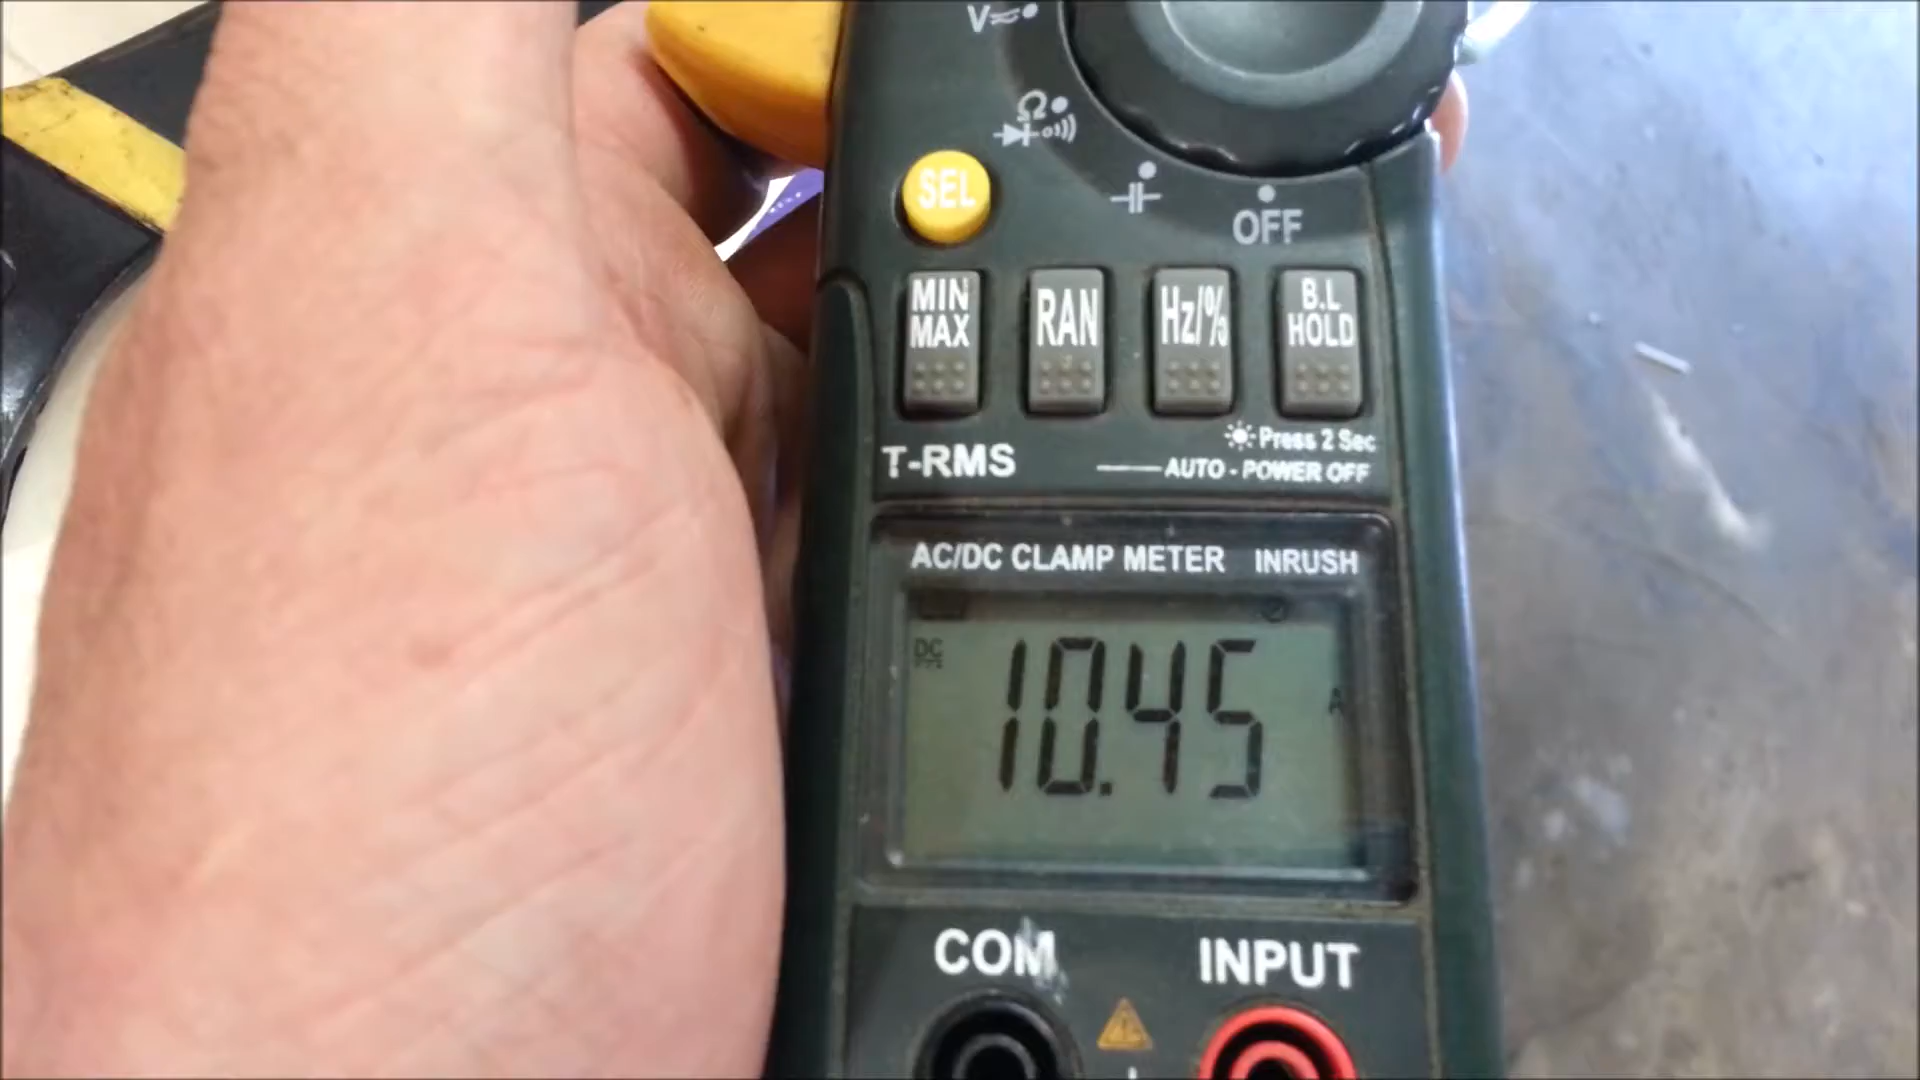 V
Ω
SEL
OFF
MIN
MAX
RAN
Hz/%
B.L
HOLD
Press 2 Sec
T-RMS
AUTO - POWER OFF
AC/DC CLAMP METER INRUSH
DC
10.45
A
COM
INPUT